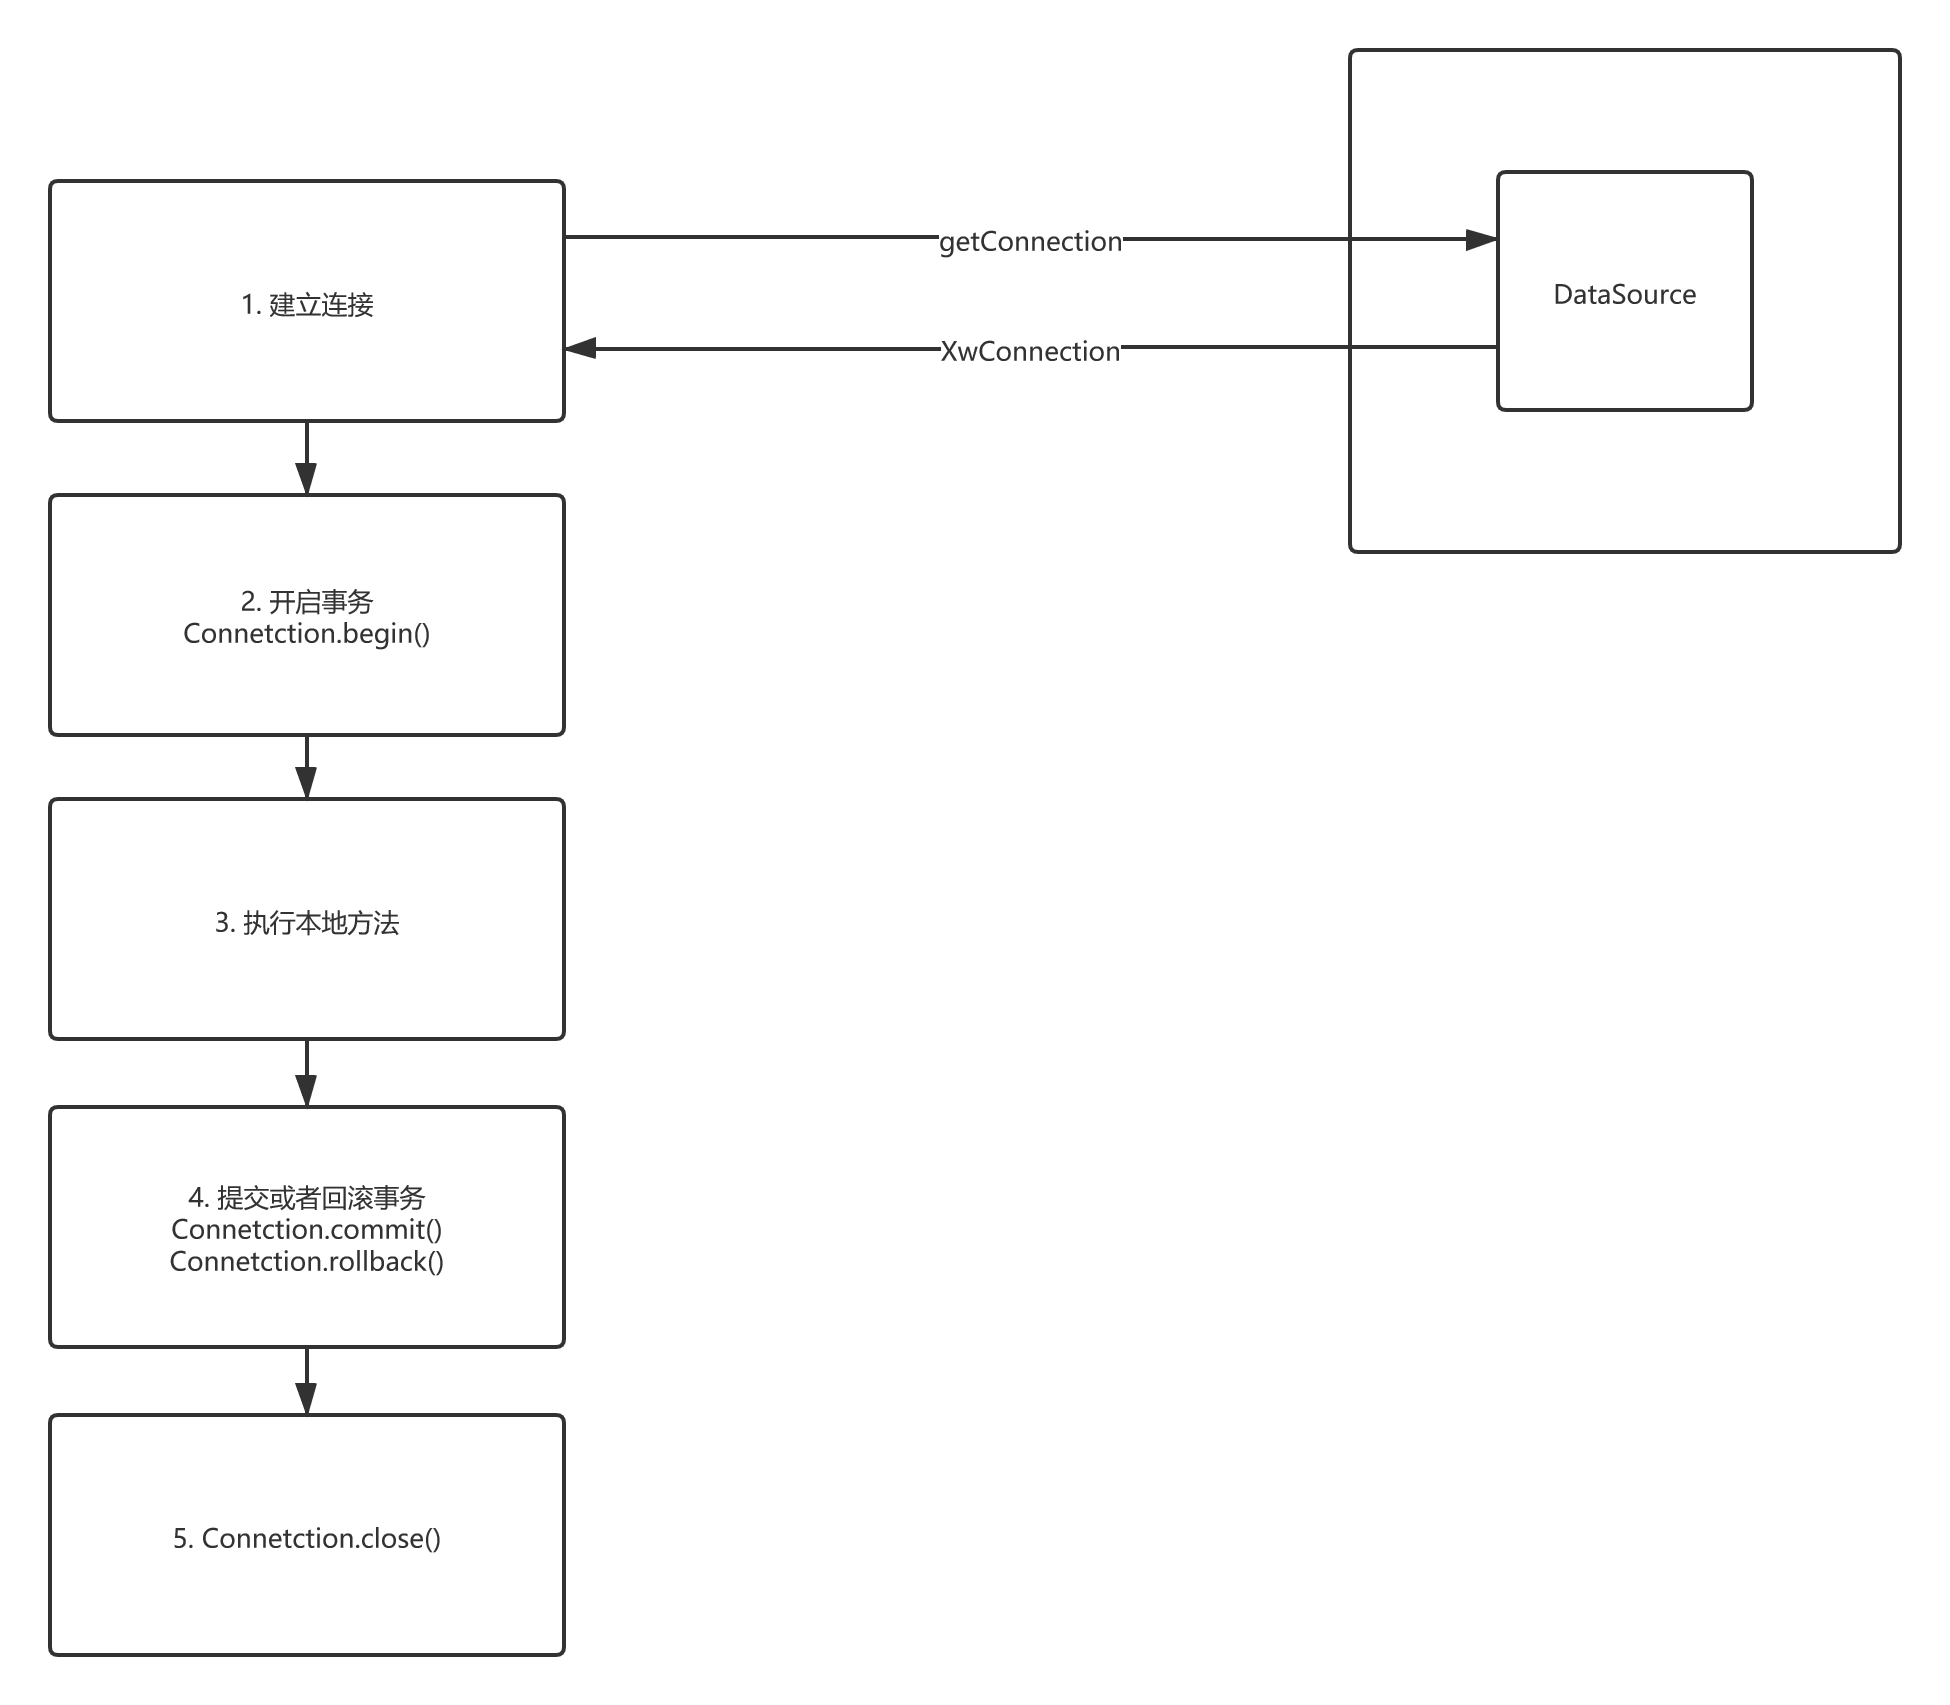 getConnection
DataSource
1. 建立连接
XwConnection
2. 开启事务
Connetction.begin()
3. 执行本地方法
4. 提交或者回滚事务
Connetction.commit()
Connetction.rollback()
5. Connetction.close()